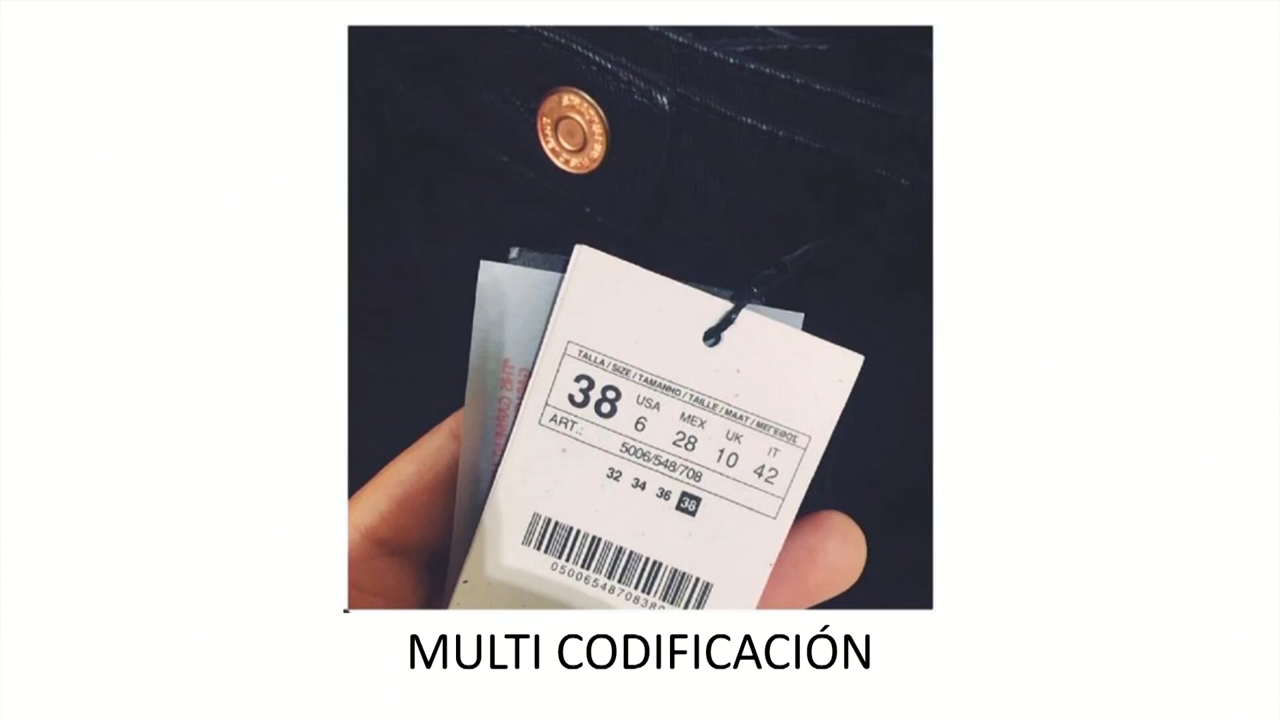 TALLA / SIZE / TAMANHO / TAILLE / MAAT / ΜΕΓΕΘΟΣ
38 USA MEX UK IT
6 28 10 42
ART.: 5006/548/708
32 34 36 38
MULTI CODIFICACIÓN